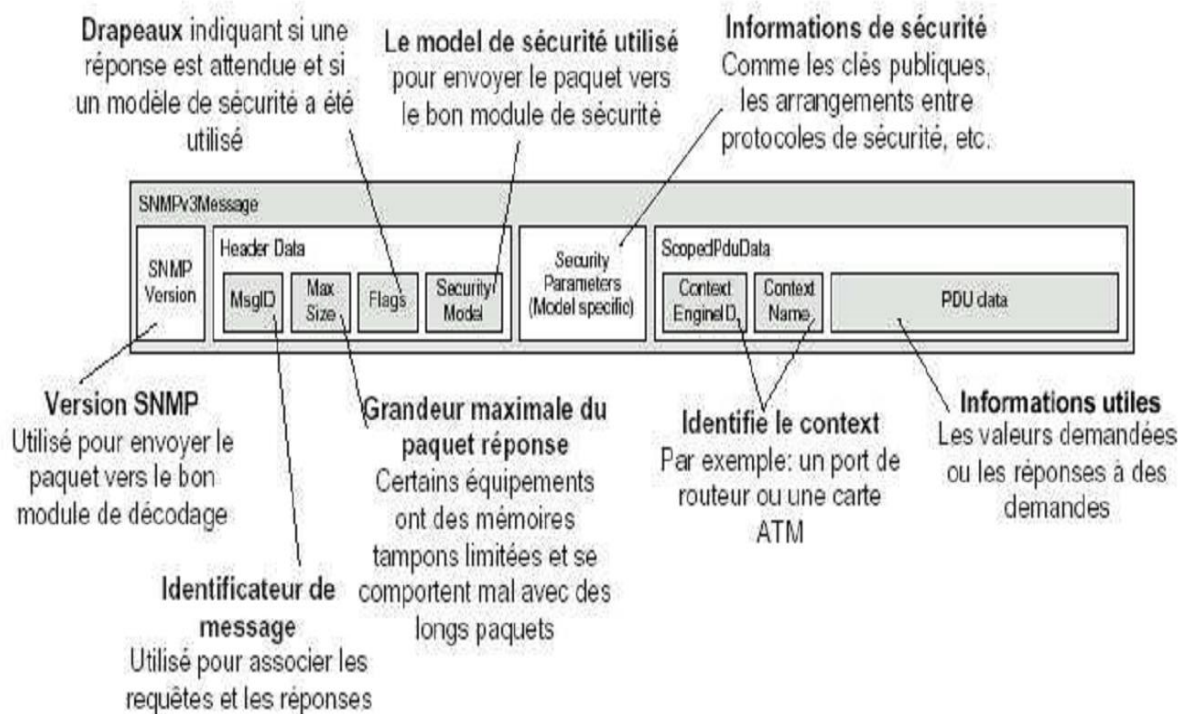 Drapeaux indiquant si une
réponse est attendue et si
un modèle de sécurité a été
utilisé
Le model de sécurité utilisé
pour envoyer le paquet vers
le bon module de sécurité
Informations de sécurité
Comme les clés publiques,
les arrangements entre
protocoles de sécurité, etc.
SNMPv3Message
SNMP
Version
Header Data
MsgID
Max
Size
Flags
Security
Model
Security
Parameters
(Model specific)
ScopedPduData
Context
EngineID
Context
Name
PDU data
Version SNMP
Utilisé pour envoyer le
paquet vers le bon
module de décodage
Identificateur de
message
Utilisé pour associer les
requêtes et les réponses
Grandeur maximale du
paquet réponse
Certains équipements
ont des mémoires
tampons limitées et se
comportent mal avec des
longs paquets
Identifie le context
Par exemple: un port de
routeur ou une carte
ATM
Informations utiles
Les valeurs demandées
ou les réponses à des
demandes